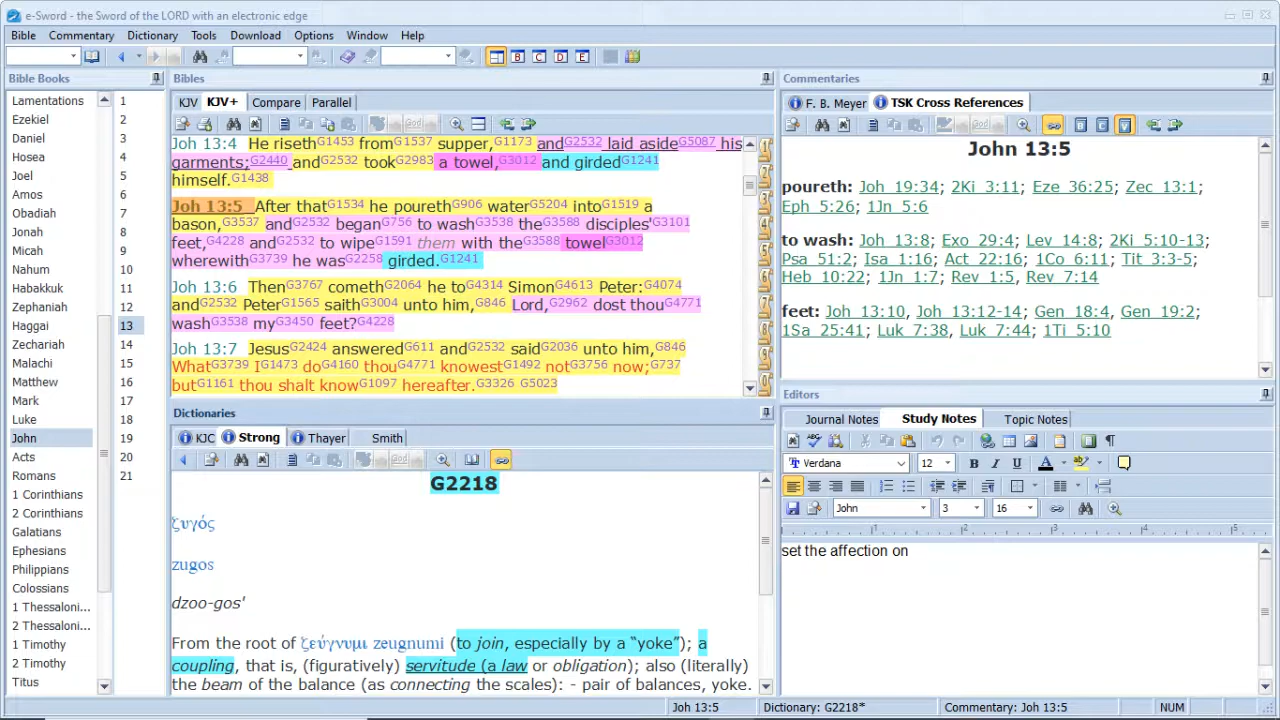 e-Sword - the Sword of the LORD with an electronic edge
Bible Commentary Dictionary Tools Download Options Window Help
B C D E
Bible Books
Lamentations
Ezekiel
Daniel
Hosea
Joel
Amos
Obadiah
Jonah
Micah
Nahum
Habakkuk
Zephaniah
Haggai
Zechariah
Malachi
Matthew
Mark
Luke
John
Acts
Romans
1 Corinthians
2 Corinthians
Galatians
Ephesians
Philippians
Colossians
1 Thessaloni...
2 Thessaloni...
1 Timothy
2 Timothy
Titus
1
2
3
4
5
6
7
8
9
10
11
12
13
14
15
16
17
18
19
20
21
Bibles
KJV KJV+ Compare Parallel
Joh 13:4 He risethG1453 fromG1537 supper,G1173 andG2532 laid asideG5087 his
garments;G2440 andG2532 tookG2983 a towel,G3012 and girdedG1241
himself.G1438
Joh 13:5 After thatG1534 he pourethG906 waterG5204 intoG1519 a
bason,G3537 andG2532 beganG756 to washG3538 theG3588 disciples'G3101
feet,G4228 andG2532 to wipeG1591 them with theG3588 towelG3012
wherewithG3739 he wasG2258 girded.G1241
Joh 13:6 ThenG3767 comethG2064 he toG4314 SimonG4613 Peter:G4074
andG2532 PeterG1565 saithG3004 unto him,G846 Lord,G2962 dost thouG4771
washG3538 myG3450 feet?G4228
Joh 13:7 JesusG2424 answeredG611 andG2532 saidG2036 unto him,G846
WhatG3739 IG1473 doG4160 thouG4771 knowestG1492 notG3756 now;G737
butG1161 thou shalt knowG1097 hereafter.G3326 G5023
Dictionaries
KJC Strong Thayer Smith
G2218
ζυγός
zugos
dzoo-gos'
From the root of ζεύγνυμι zeugnumi (to join, especially by a “yoke”); a
coupling, that is, (figuratively) servitude (a law or obligation); also (literally)
the beam of the balance (as connecting the scales): - pair of balances, yoke.
Commentaries
F. B. Meyer TSK Cross References
John 13:5
poureth: Joh 19:34; 2Ki 3:11; Eze 36:25; Zec 13:1;
Eph 5:26; 1Jn 5:6
to wash: Joh 13:8; Exo 29:4; Lev 14:8; 2Ki 5:10-13;
Psa 51:2; Isa 1:16; Act 22:16; 1Co 6:11; Tit 3:3-5;
Heb 10:22; 1Jn 1:7; Rev 1:5, Rev 7:14
feet: Joh 13:10, Joh 13:12-14; Gen 18:4, Gen 19:2;
1Sa 25:41; Luk 7:38, Luk 7:44; 1Ti 5:10
Editors
Journal Notes Study Notes Topic Notes
Verdana 12 B I U A
John 3 16
1 2 3 4 5
set the affection on
Joh 13:5 Dictionary: G2218* Commentary: Joh 13:5 NUM